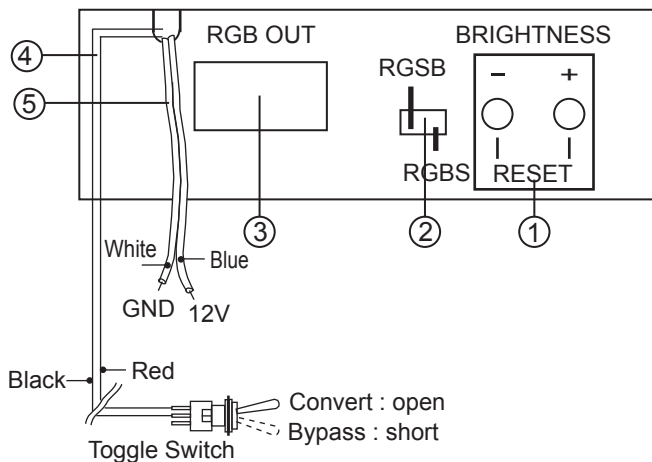 RGB OUT
BRIGHTNESS
4
RGSB
- +
5
RGBS
RESET
3
2
1
White
Blue
GND
12V
Black
Red
Convert : open
Bypass : short
Toggle Switch